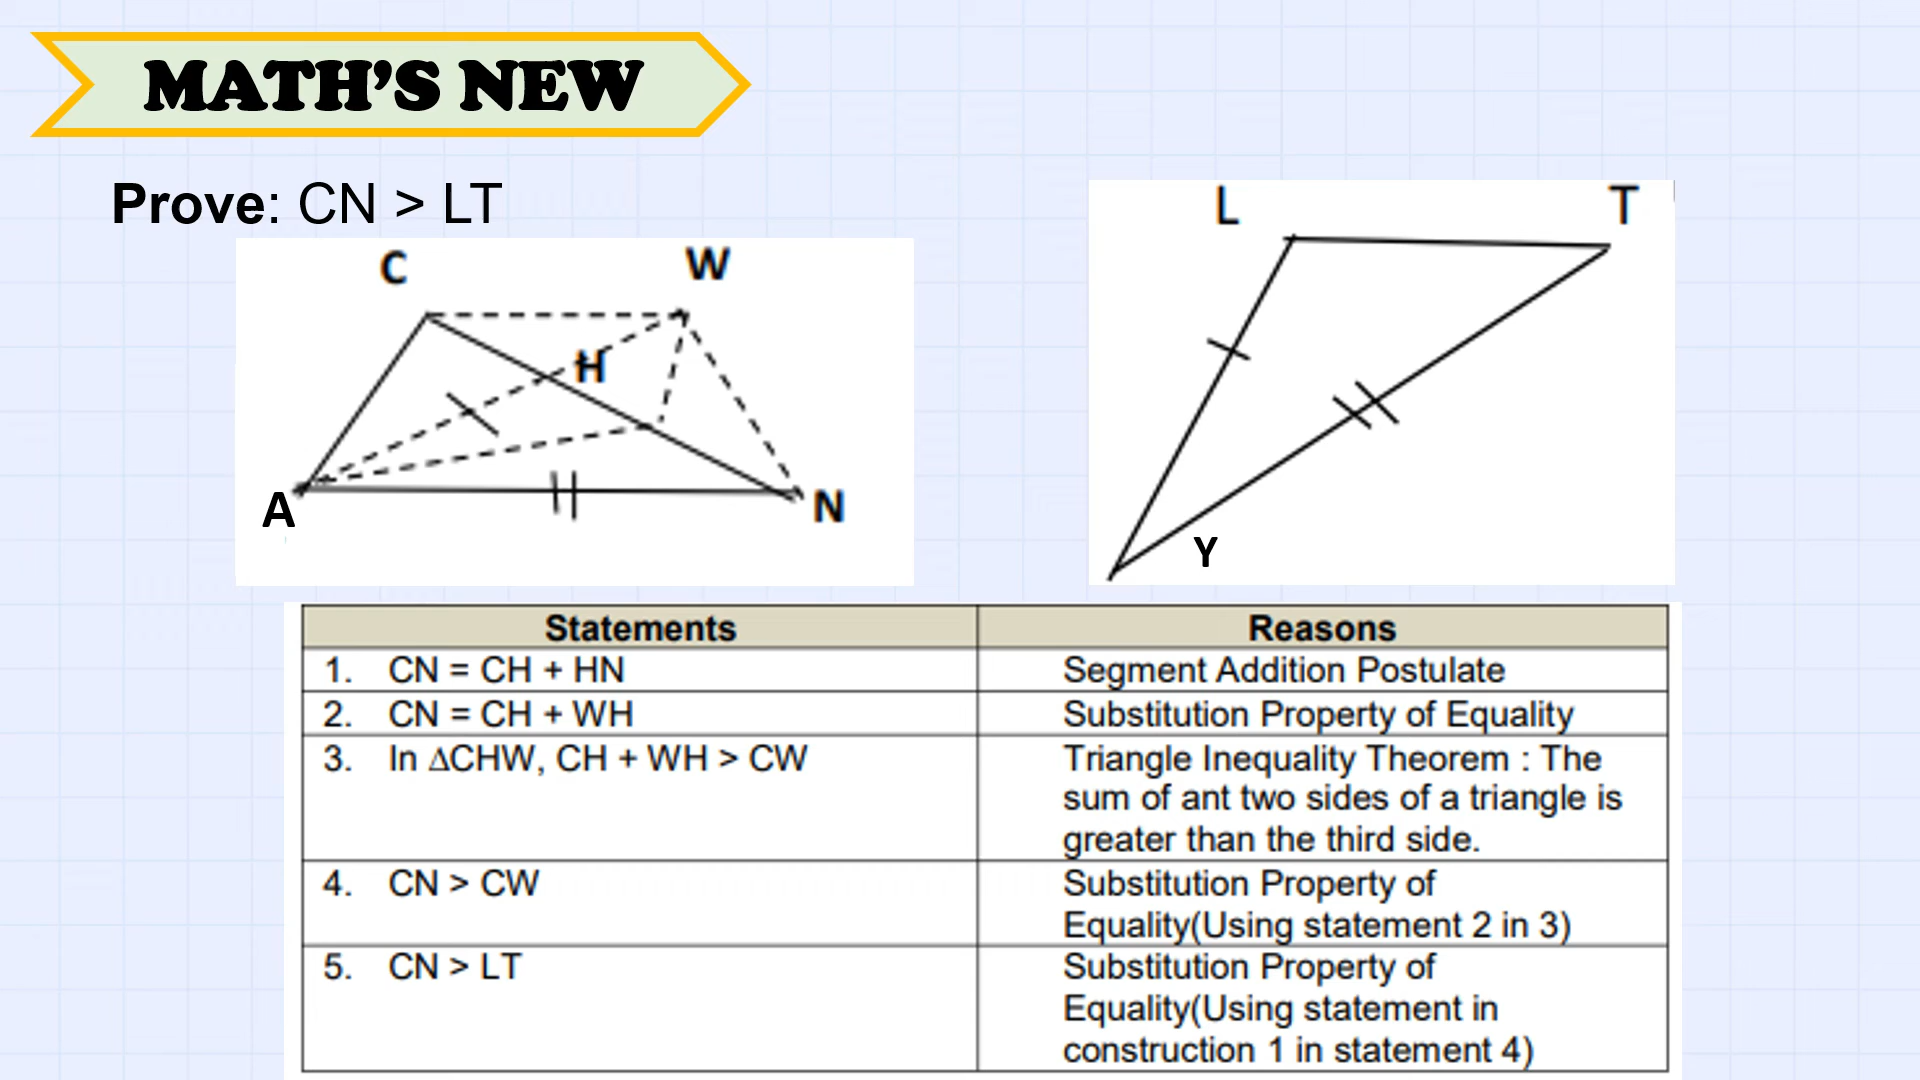 MATH'S NEW
Prove: CN > LT
C
W
H
A
N
L
T
Y
Statements
Reasons
1. CN = CH + HN
Segment Addition Postulate
2. CN = CH + WH
Substitution Property of Equality
3. In ∆CHW, CH + WH > CW
Triangle Inequality Theorem : The
sum of ant two sides of a triangle is
greater than the third side.
4. CN > CW
Substitution Property of
Equality(Using statement 2 in 3)
5. CN > LT
Substitution Property of
Equality(Using statement in
construction 1 in statement 4)